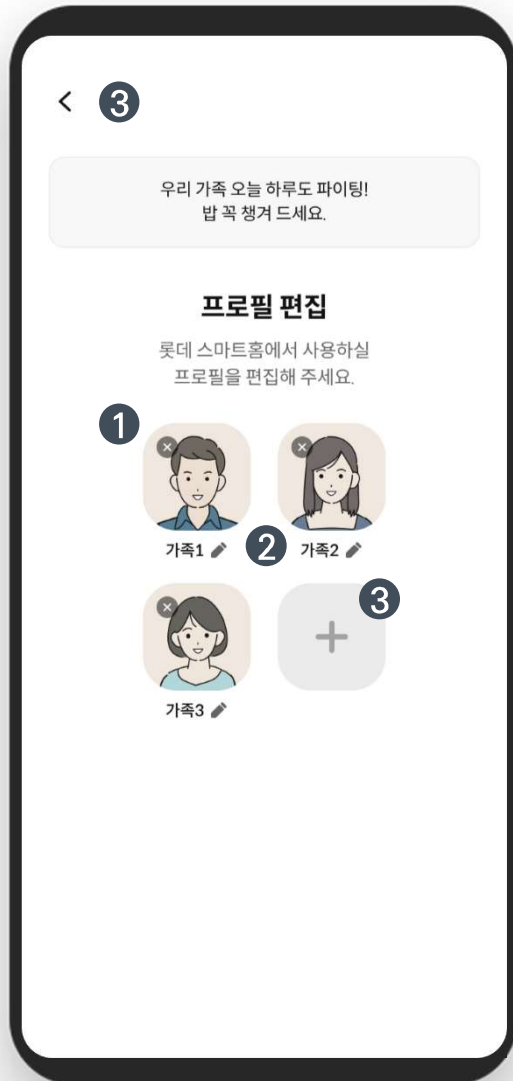 3
우리 가족 오늘 하루도 파이팅!
밥 꼭 챙겨 드세요.
프로필 편집
롯데 스마트홈에서 사용하실
프로필을 편집해 주세요.
1
가족1
2
가족2
3
가족3